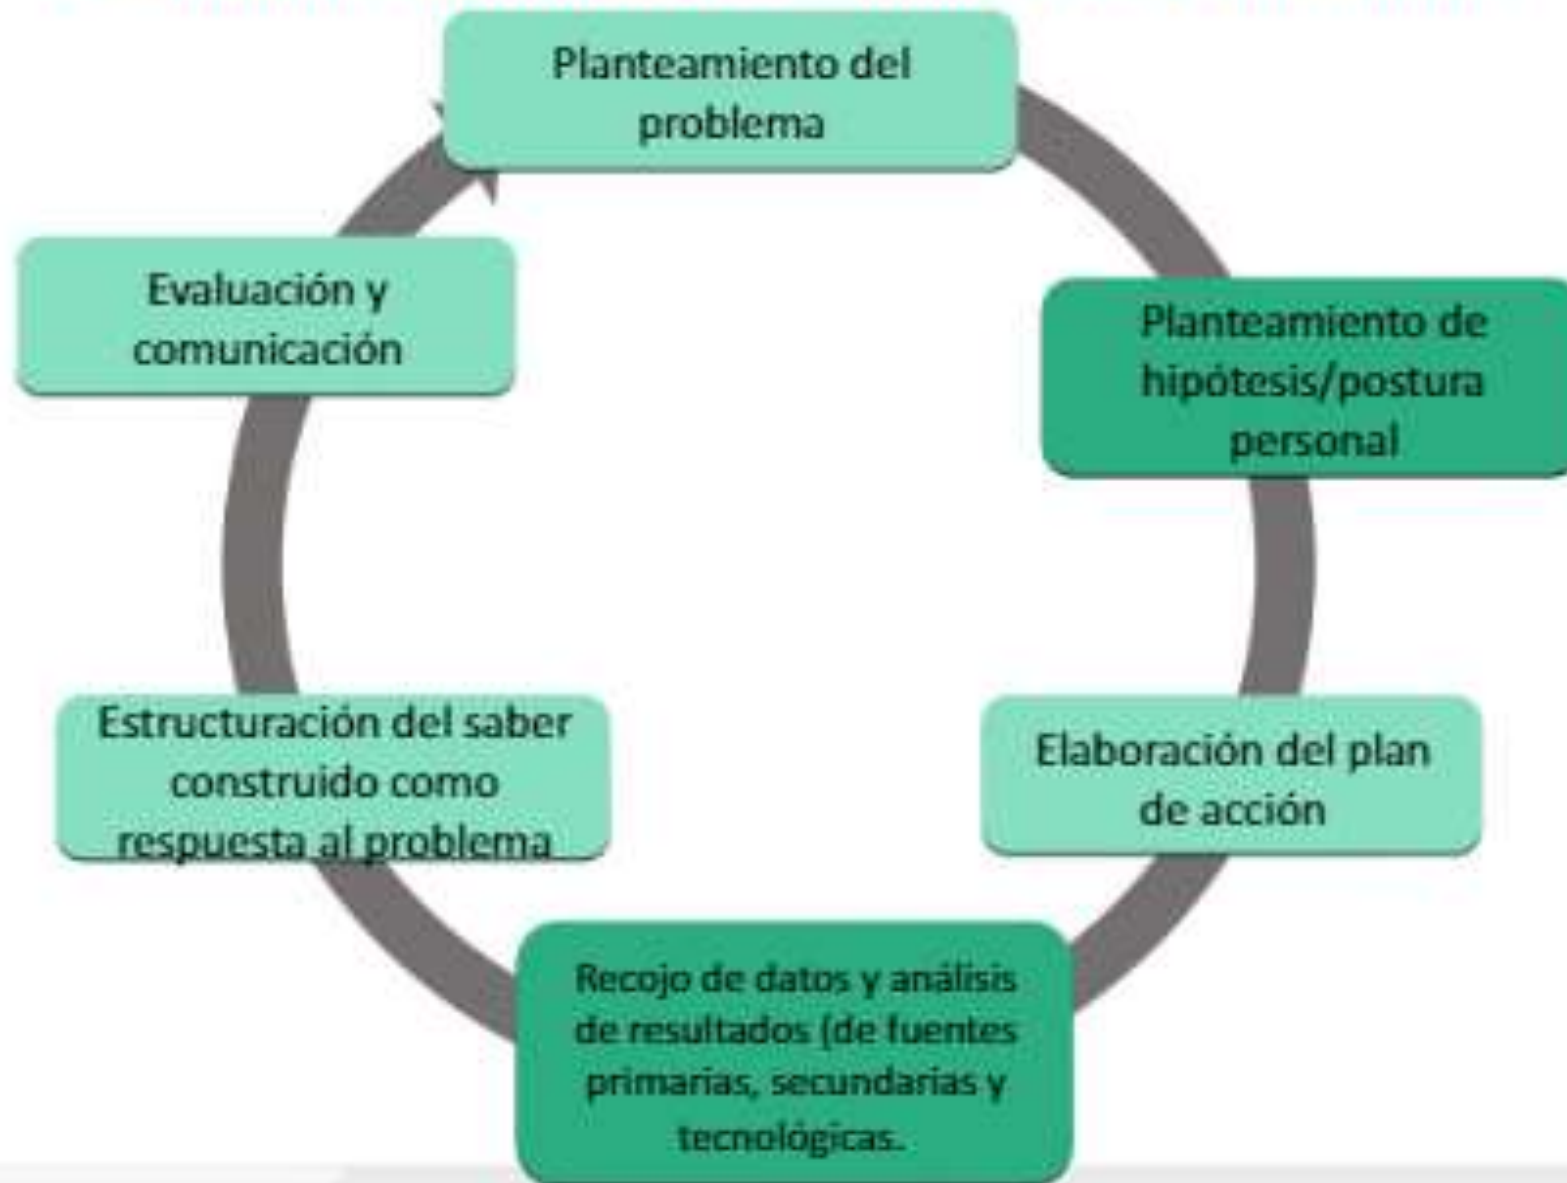 Planteamiento del
problema
Planteamiento de
hipótesis/postura
personal
Elaboración del plan
de acción
Recojo de datos y análisis
de resultados (de fuentes
primarias, secundarias y
tecnológicas.
Estructuración del saber
construido como
respuesta al problema
Evaluación y
comunicación